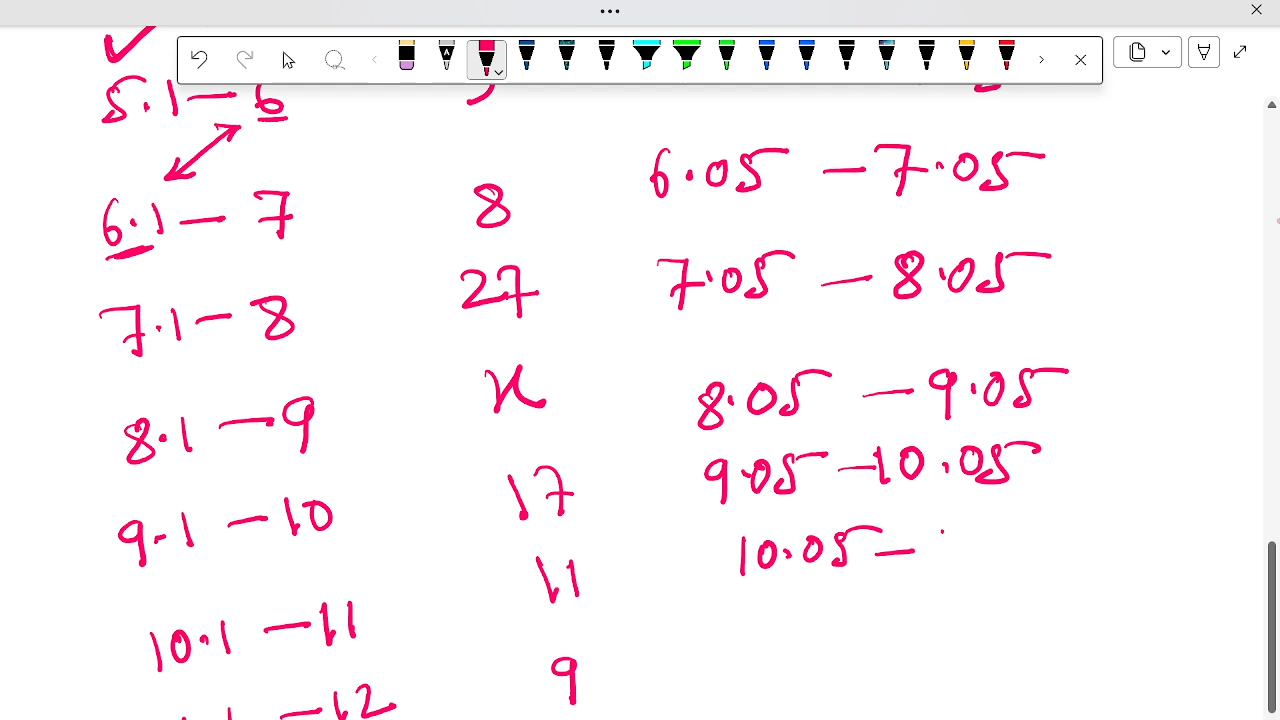 5.1 — 6
6.1 — 7 8 6.05 — 7.05
7.1 — 8 27 7.05 — 8.05
8.1 — 9 x 8.05 — 9.05
9.1 — 10 17 9.05 — 10.05
10.1 — 11 11 10.05 —
— 12 9